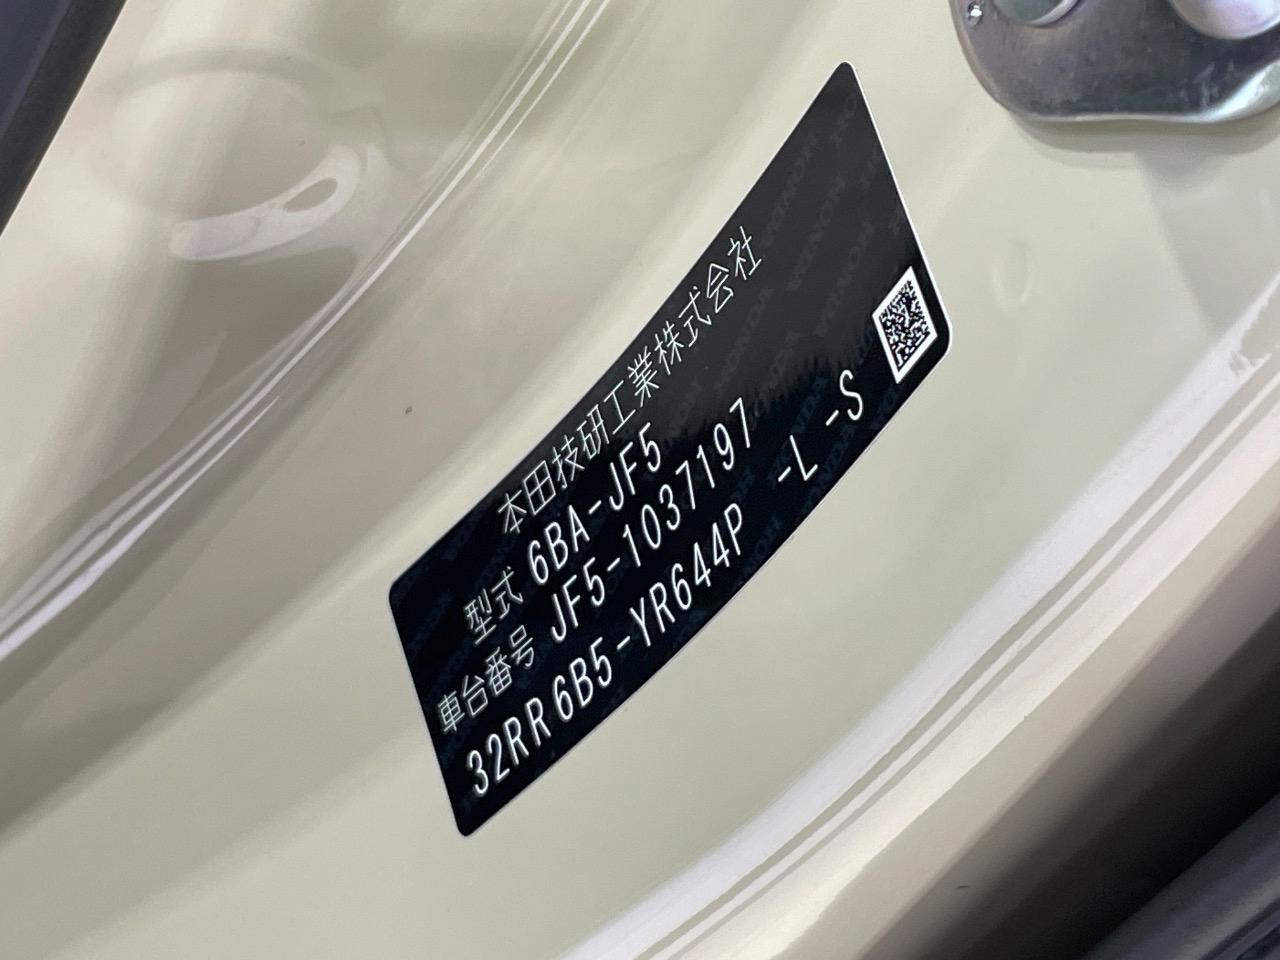 本田技研工業株式会社
型式 6BA-JF5
車台番号 JF5-1037197
32RR 6B5-YR644P -L -S